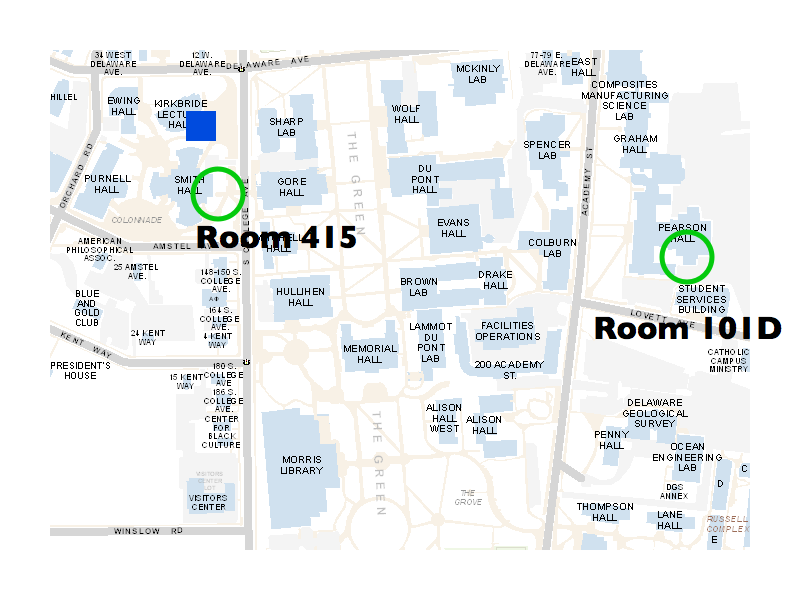 34 WEST
DELAWARE
AVE.
12 W.
DELAWARE
AVE.
DELAWARE AVE
MCKINLY
LAB
77-79 E.
DELAWARE
AVE.
EAST
HALL
COMPOSITES
MANUFACTURING
SCIENCE
LAB
HILLEL
EWING
HALL
KIRKBRIDE
LECTU
HAL
SHARP
LAB
WOLF
HALL
SPENCER
LAB
GRAHAM
HALL
ORCHARD RD
PURNELL
HALL
SMITH
HALL
GORE
HALL
DU
PONT
HALL
THE GREEN
ACADEMY ST
S COLLEGE AVE
COLONNADE
EVANS
HALL
COLBURN
LAB
PEARSON
HALL
Room 415
AMERICAN
PHILOSOPHICAL
ASSOC.
AMSTEL
HALL
25 AMSTEL
AVE.
148-150 S.
COLLEGE
AVE.
BROWN
LAB
DRAKE
HALL
STUDENT
SERVICES
BUILDING
BLUE
AND
GOLD
CLUB
ΑΦ
HULLIHEN
HALL
164 S.
COLLEGE
AVE.
4 KENT
WAY
24 KENT
WAY
KENT WAY
LAMMOT
DU
PONT
LAB
FACILITIES
OPERATIONS
LOVETT AVE
Room 101D
MEMORIAL
HALL
200 ACADEMY
ST.
CATHOLIC
CAMPUS
MINISTRY
PRESIDENT'S
HOUSE
15 KENT
WAY
180 S.
COLLEGE
AVE
186 S.
COLLEGE
AVE.
CENTER
FOR
BLACK
CULTURE
THE GREEN
ALISON
HALL
WEST
ALISON
HALL
DELAWARE
GEOLOGICAL
SURVEY
PENNY
HALL
OCEAN
ENGINEERING
LAB
MORRIS
LIBRARY
VISITORS
CENTER
LOT
VISITORS
CENTER
THE
GROVE
DGS
ANNEX
C
D
THOMPSON
HALL
LANE
HALL
RUSSELL
COMPLEX
E
WINSLOW RD